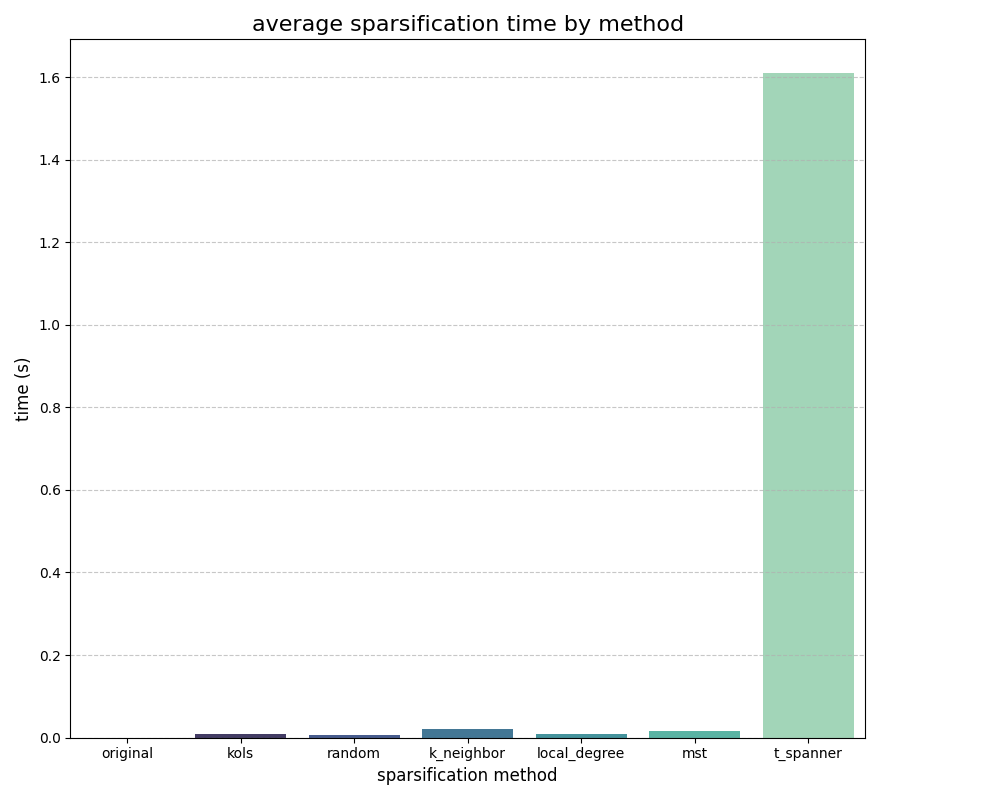 average sparsification time by method
1.6
1.4
1.2
1.0
0.8
0.6
0.4
0.2
0.0
time (s)
original kols random k_neighbor local_degree mst t_spanner
sparsification method